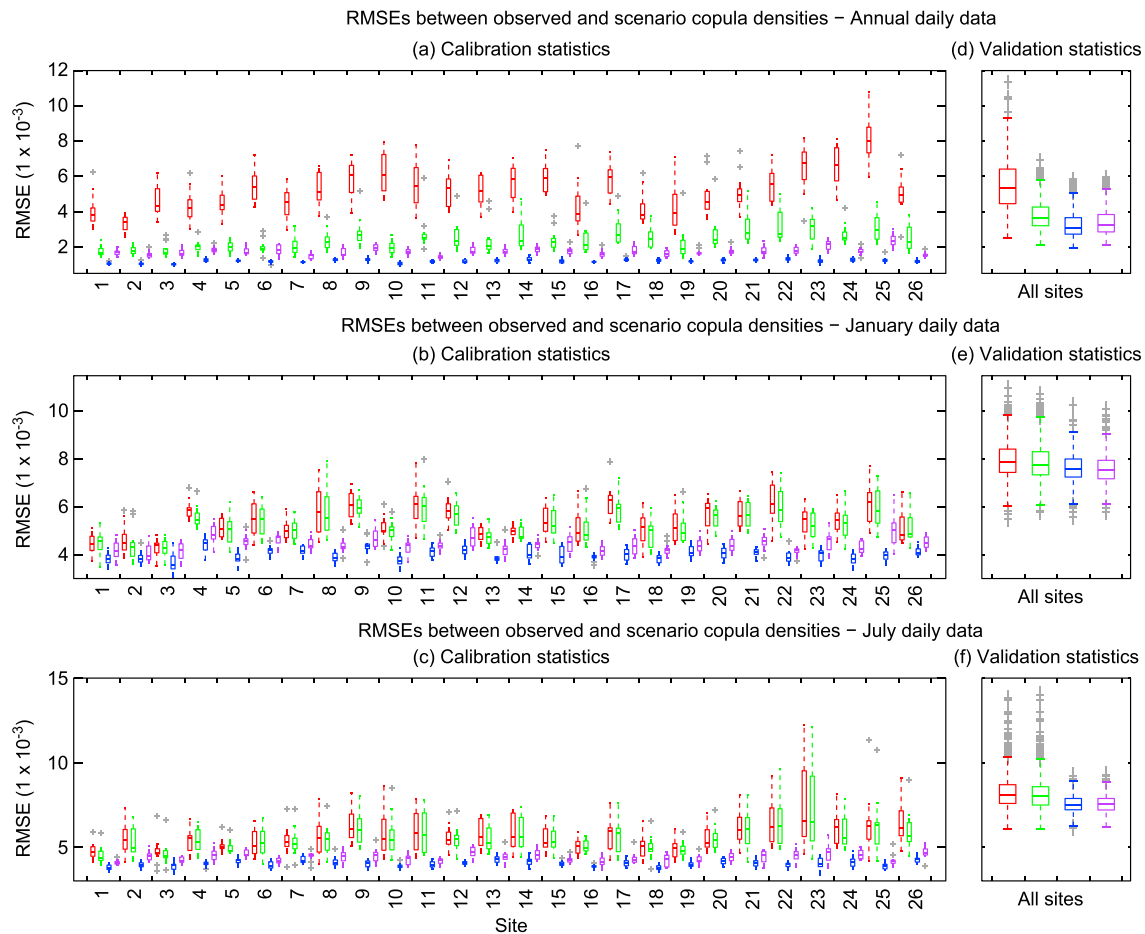 RMSEs between observed and scenario copula densities − Annual daily data
(a) Calibration statistics
(d) Validation statistics
RMSE (1 x 10-3)
12
10
8
6
4
2
1 2 3 4 5 6 7 8 9 10 11 12 13 14 15 16 17 18 19 20 21 22 23 24 25 26
All sites
RMSEs between observed and scenario copula densities − January daily data
(b) Calibration statistics
(e) Validation statistics
RMSE (1 x 10-3)
10
8
6
4
1 2 3 4 5 6 7 8 9 10 11 12 13 14 15 16 17 18 19 20 21 22 23 24 25 26
All sites
RMSEs between observed and scenario copula densities − July daily data
(c) Calibration statistics
(f) Validation statistics
RMSE (1 x 10-3)
15
10
5
1 2 3 4 5 6 7 8 9 10 11 12 13 14 15 16 17 18 19 20 21 22 23 24 25 26
All sites
Site